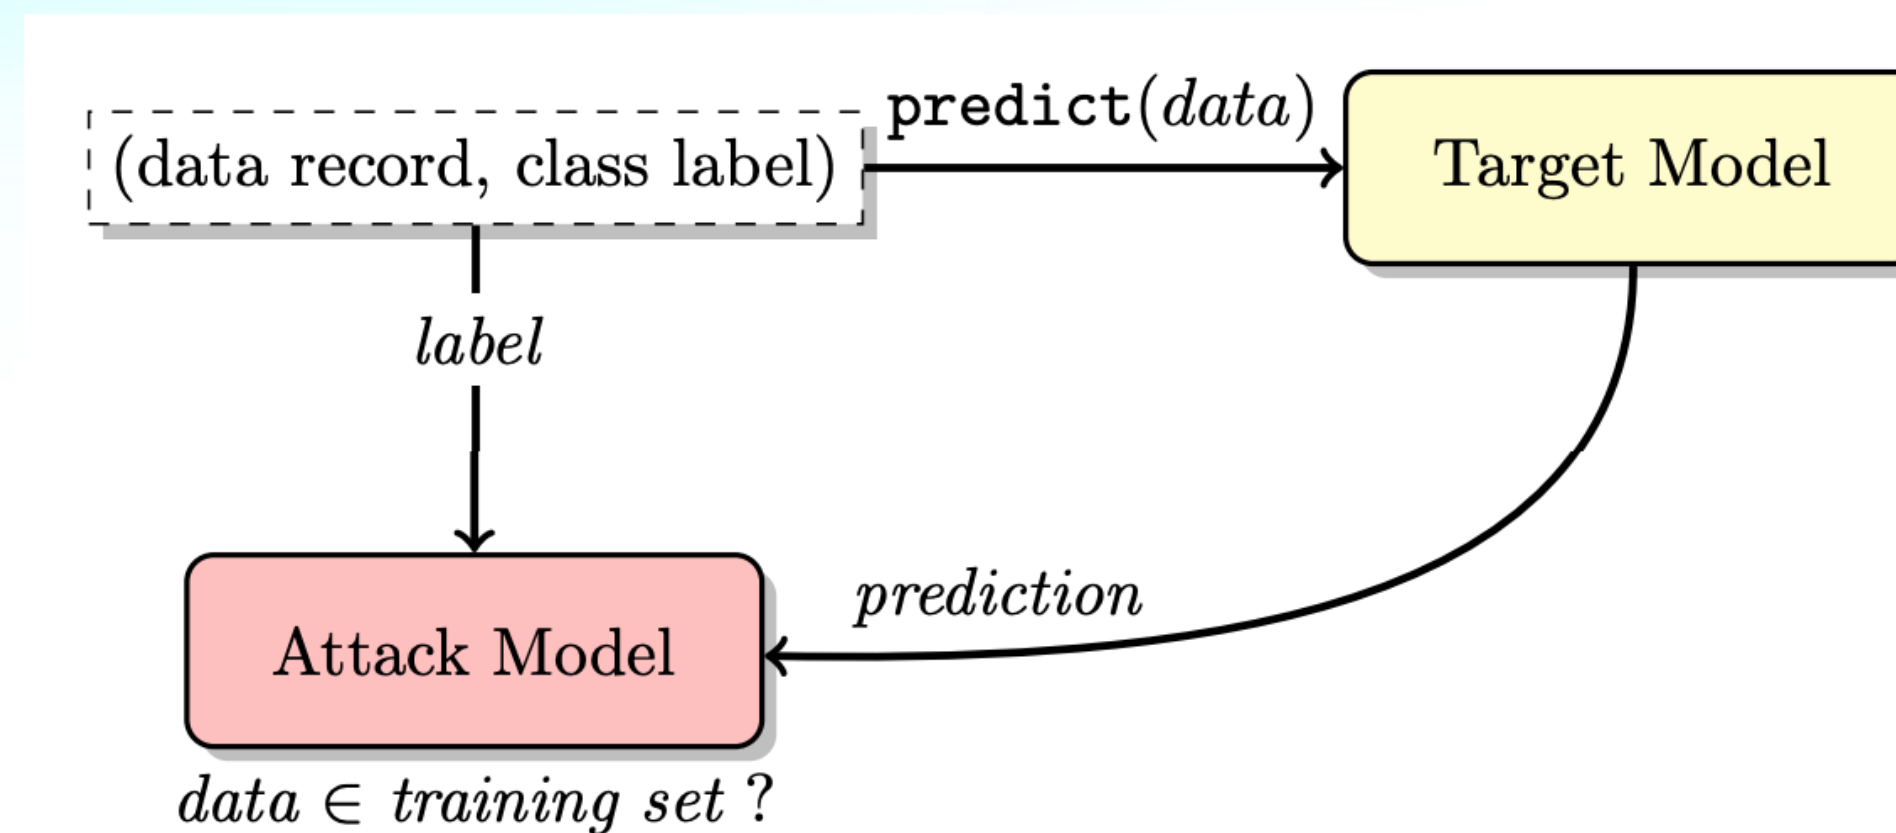 predict(data)
(data record, class label)
Target Model
label
prediction
Attack Model
data ∈ training set ?